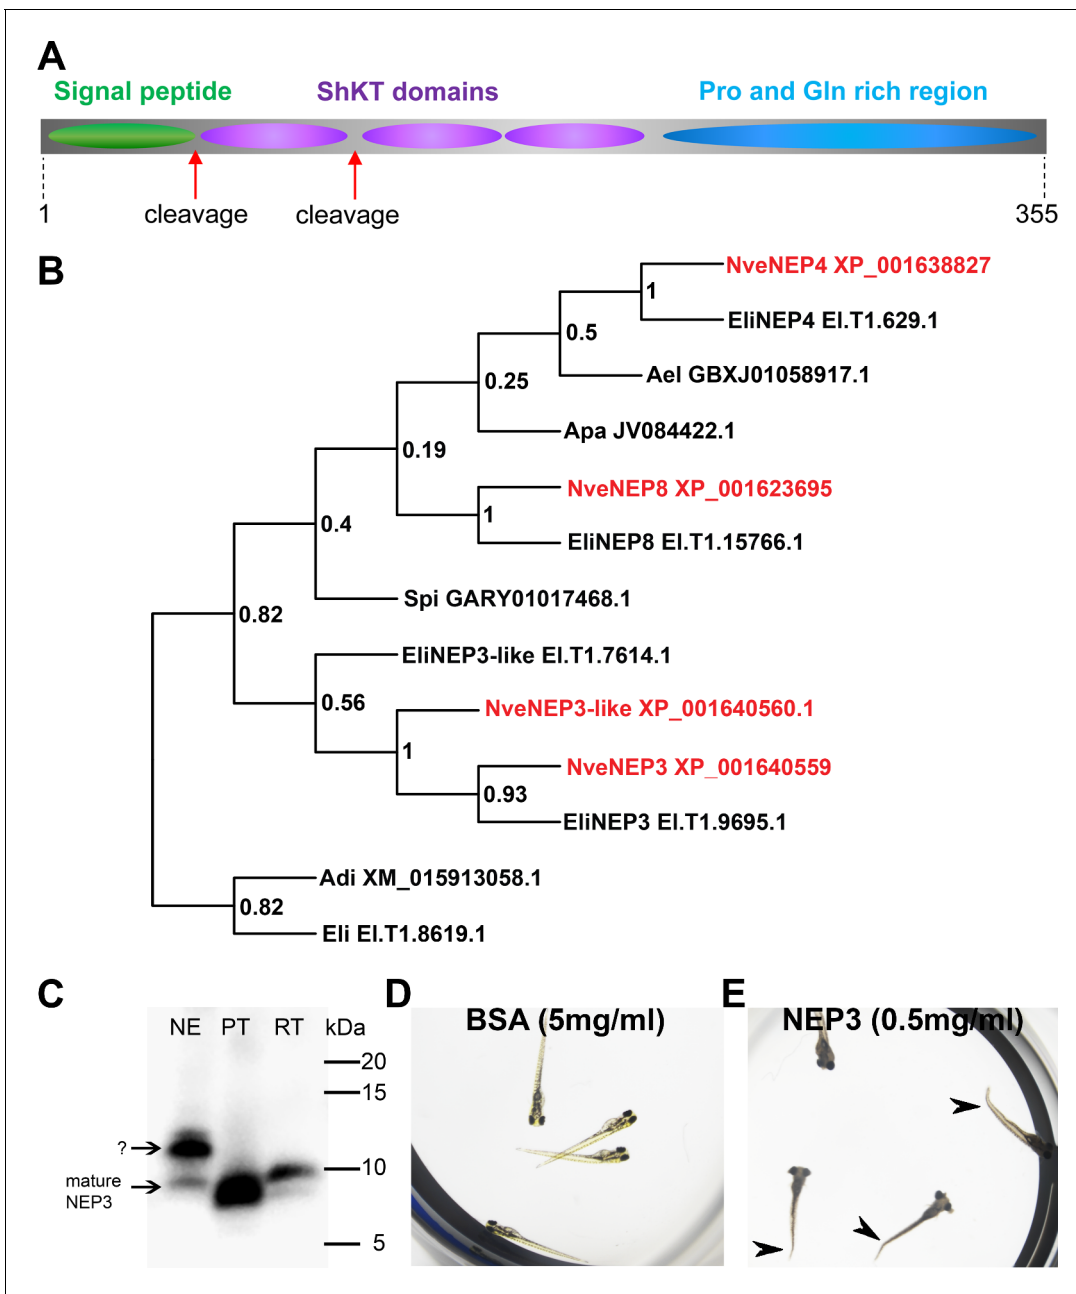 A
Signal peptide
ShKT domains
Pro and Gln rich region
cleavage
cleavage
1
355
B
NveNEP4 XP_001638827
1
EliNEP4 El.T1.629.1
0.5
Ael GBXJ01058917.1
0.25
Apa JV084422.1
0.19
NveNEP8 XP_001623695
1
EliNEP8 El.T1.15766.1
0.4
Spi GARY01017468.1
0.82
EliNEP3-like El.T1.7614.1
0.56
NveNEP3-like XP_001640560.1
1
NveNEP3 XP_001640559
0.93
EliNEP3 El.T1.9695.1
Adi XM_015913058.1
0.82
Eli El.T1.8619.1
C
NE PT RT kDa
20
15
?
10
mature
NEP3
5
D
BSA (5mg/ml)
E
NEP3 (0.5mg/ml)